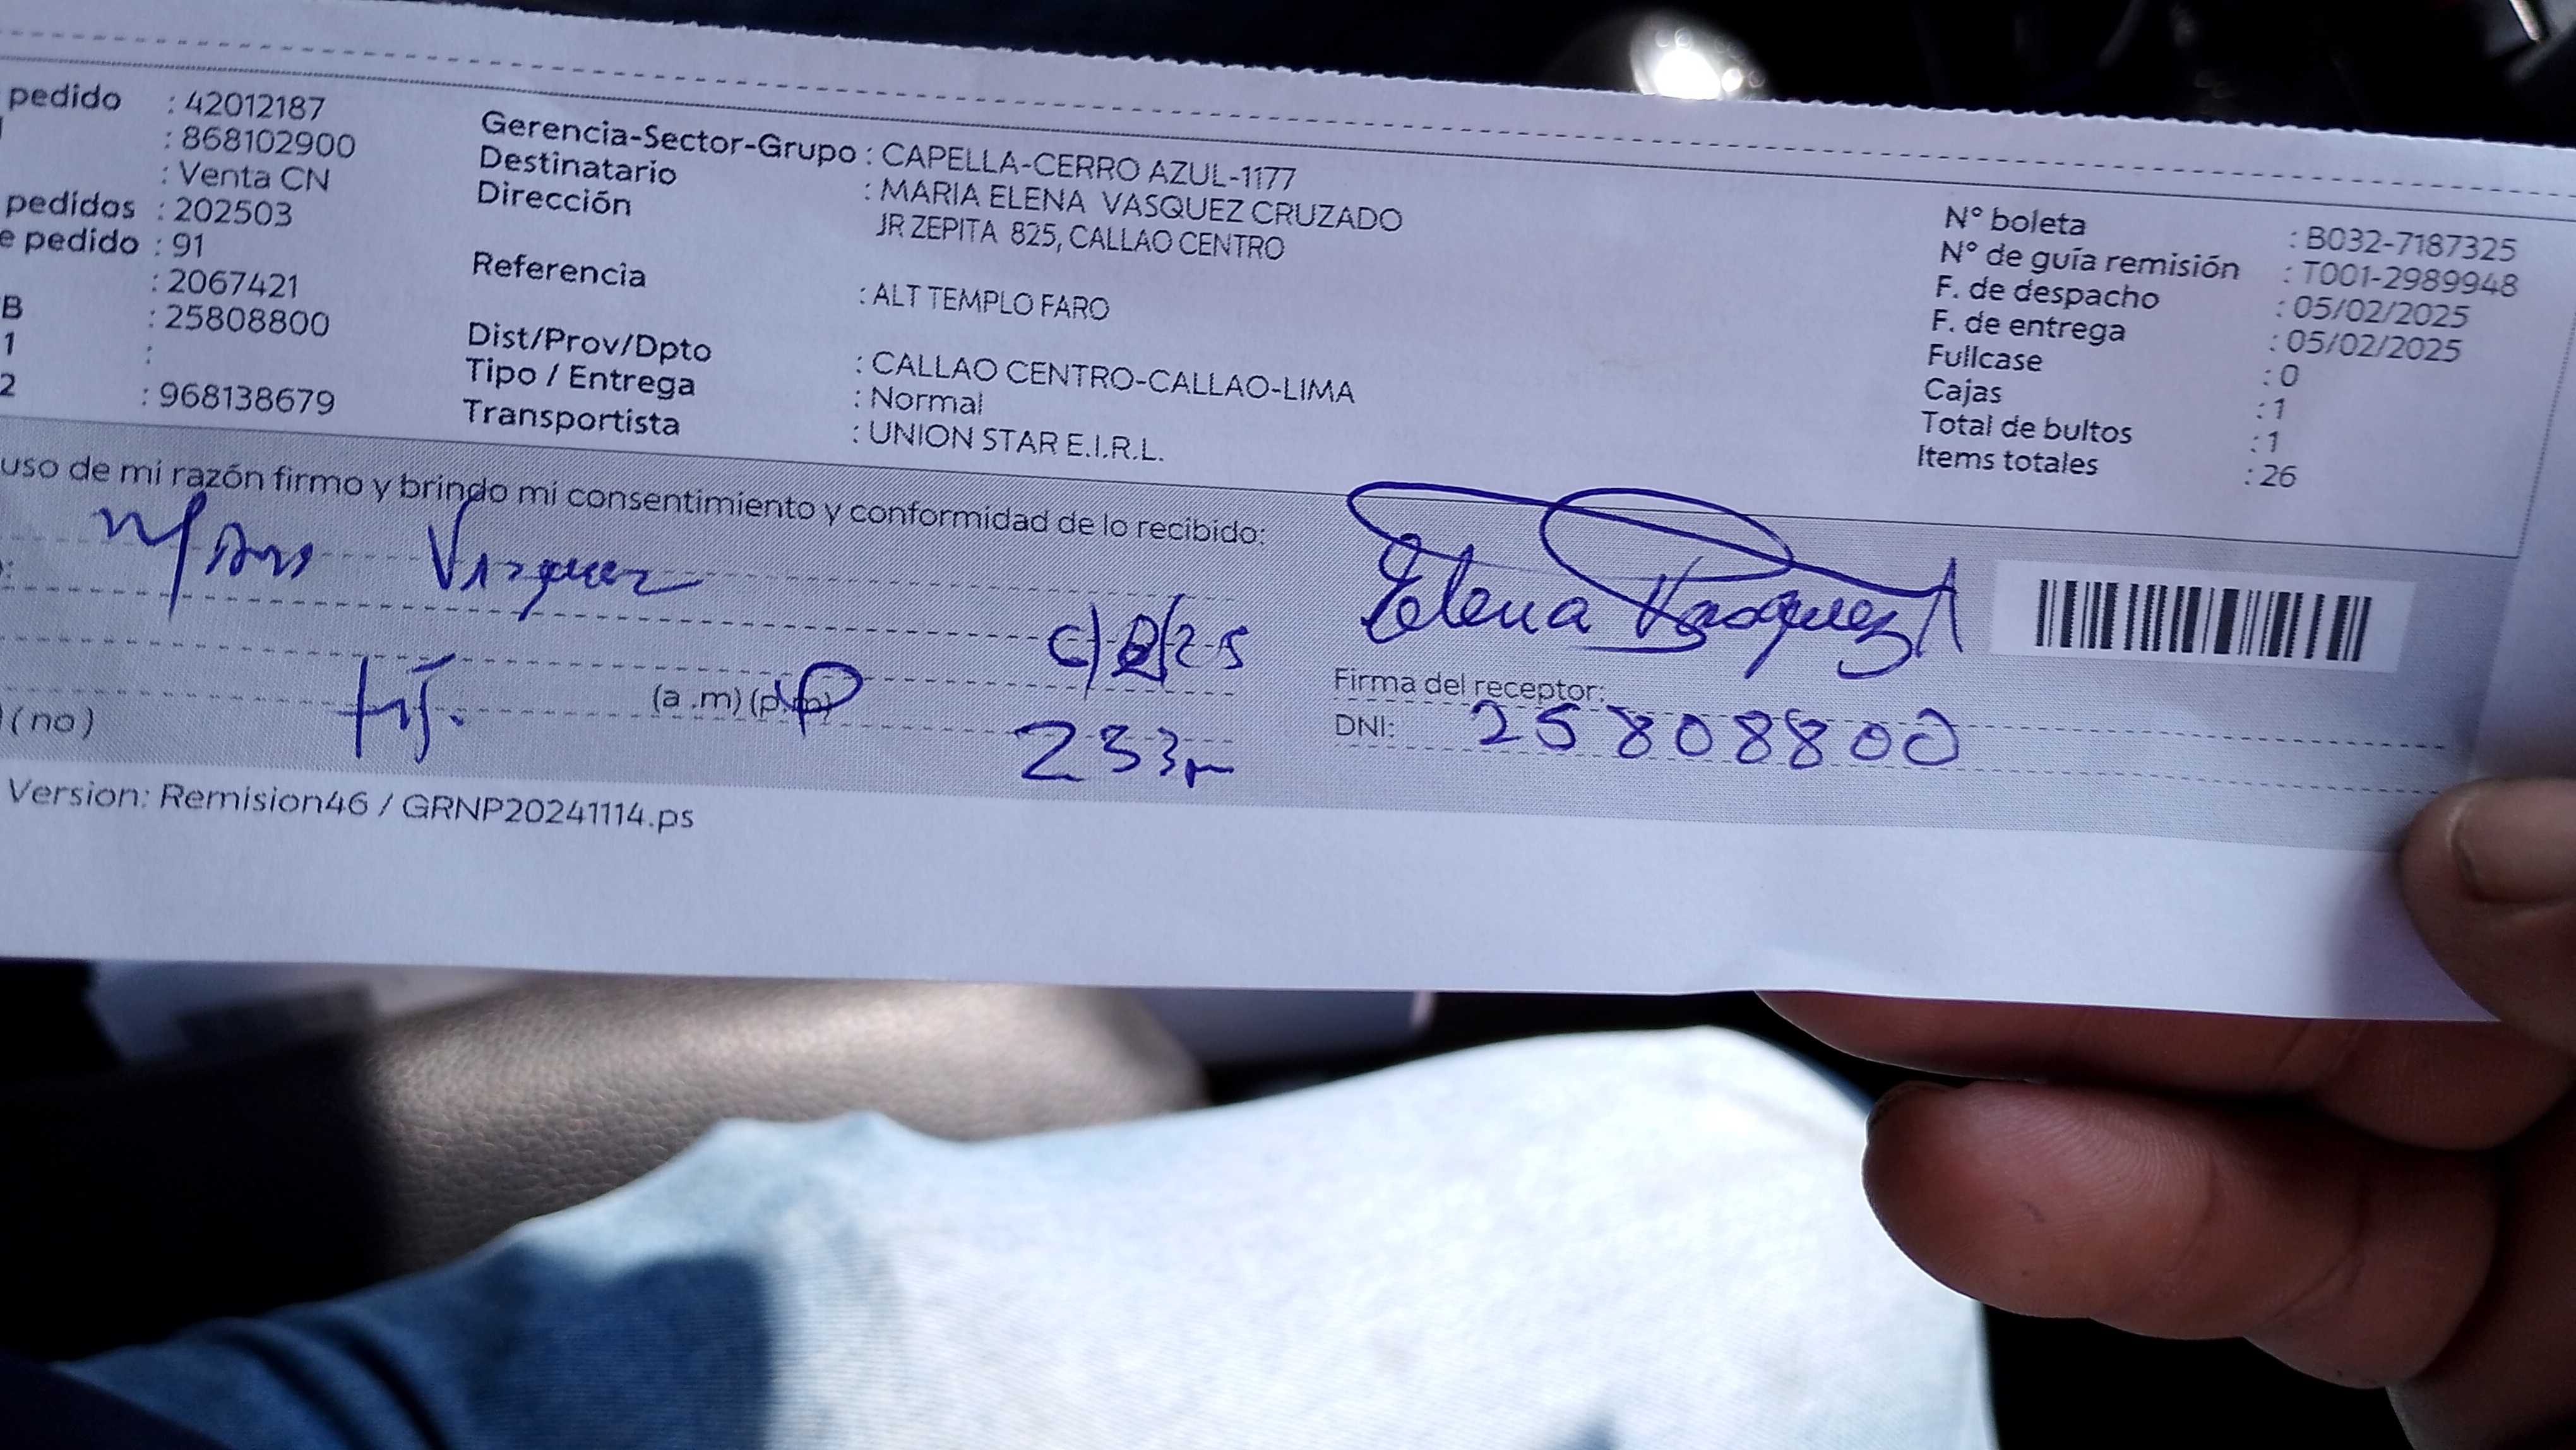 pedido : 42012187
: 868102900
: Venta CN
pedidos : 202503
e pedido : 91
: 2067421
B : 25808800
1 :
2 : 968138679
Gerencia-Sector-Grupo : CAPELLA-CERRO AZUL-1177
Destinatario : MARIA ELENA VASQUEZ CRUZADO
Dirección JR ZEPITA 825, CALLAO CENTRO
Referencia : ALT TEMPLO FARO
Dist/Prov/Dpto : CALLAO CENTRO-CALLAO-LIMA
Tipo / Entrega : Normal
Transportista : UNION STAR E.I.R.L.
N° boleta : B032-7187325
N° de guía remisión : T001-2989948
F. de despacho : 05/02/2025
F. de entrega : 05/02/2025
Fullcase : 0
Cajas : 1
Total de bultos : 1
Items totales : 26
uso de mi razón firmo y brindo mi consentimiento y conformidad de lo recibido:
Vasquez
Elena Vasquez
Firma del receptor:
(a .m) (p.m)
(no)
DNI: 25808800
Version: Remision46 / GRNP20241114.ps